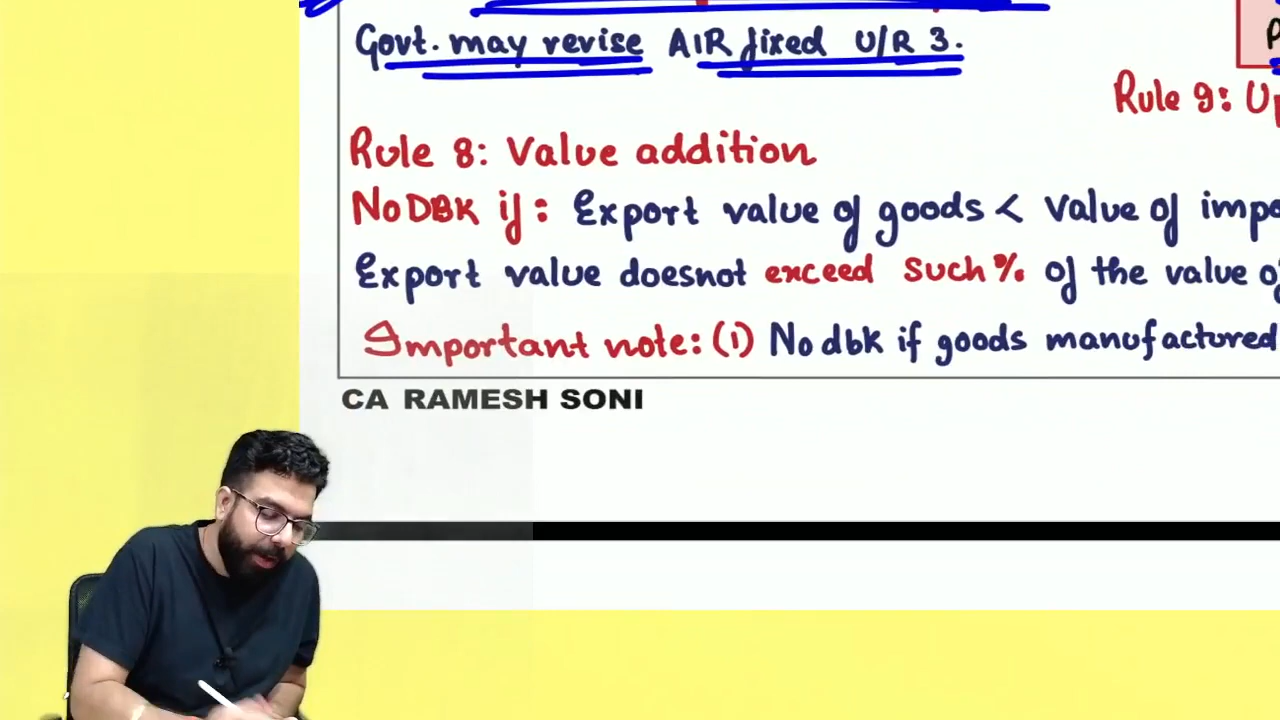 Govt. may revise AIR fixed U/R 3.
Rule 9:
Rule 8: Value addition
No DBK if: Export value of goods < Value of
Export value doesnot exceed such % of the value
Important note: (1) No dbk if goods manufactured
CA RAMESH SONI